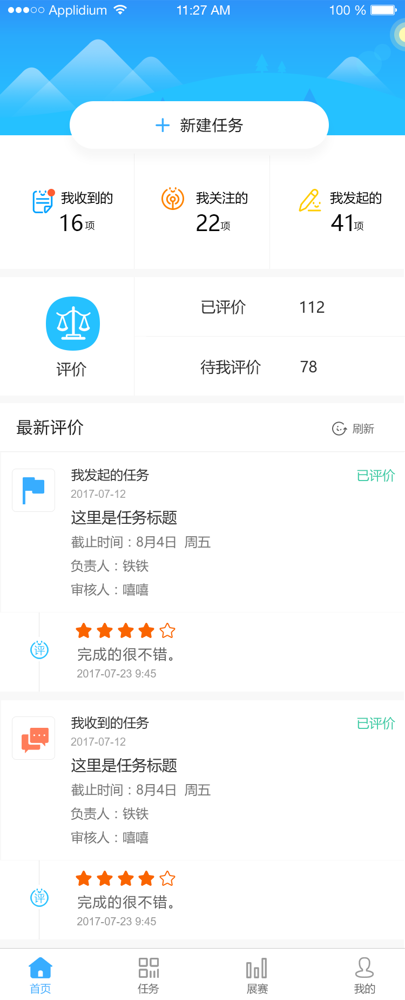 Applidium 11:27 AM 100 %
新建任务
我收到的 我关注的 我发起的
16项 22项 41项
已评价 112
评价 待我评价 78
最新评价 刷新
我发起的任务 已评价
2017-07-12
这里是任务标题
截止时间：8月4日 周五
负责人：铁铁
审核人：嘻嘻
评
完成的很不错。
2017-07-23 9:45
我收到的任务 已评价
2017-07-12
这里是任务标题
截止时间：8月4日 周五
负责人：铁铁
审核人：嘻嘻
评
完成的很不错。
2017-07-23 9:45
首页 任务 展赛 我的